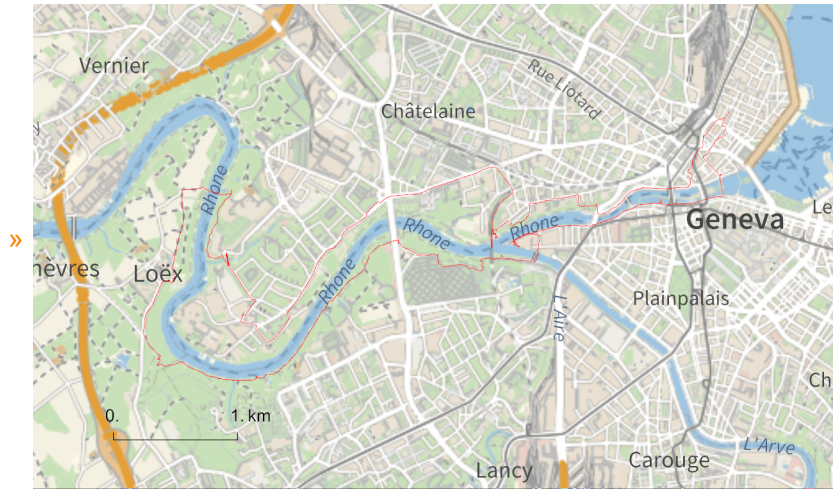 Vernier
Rue Liotard
Châtelaine
y
Rhone
Le
Geneva
Rhone
Rhone
»
nèvres
Loëx
Rhone
Plainpalais
L'Aire
Ch
0.
1. km
L'Arve
Lancy
Carouge